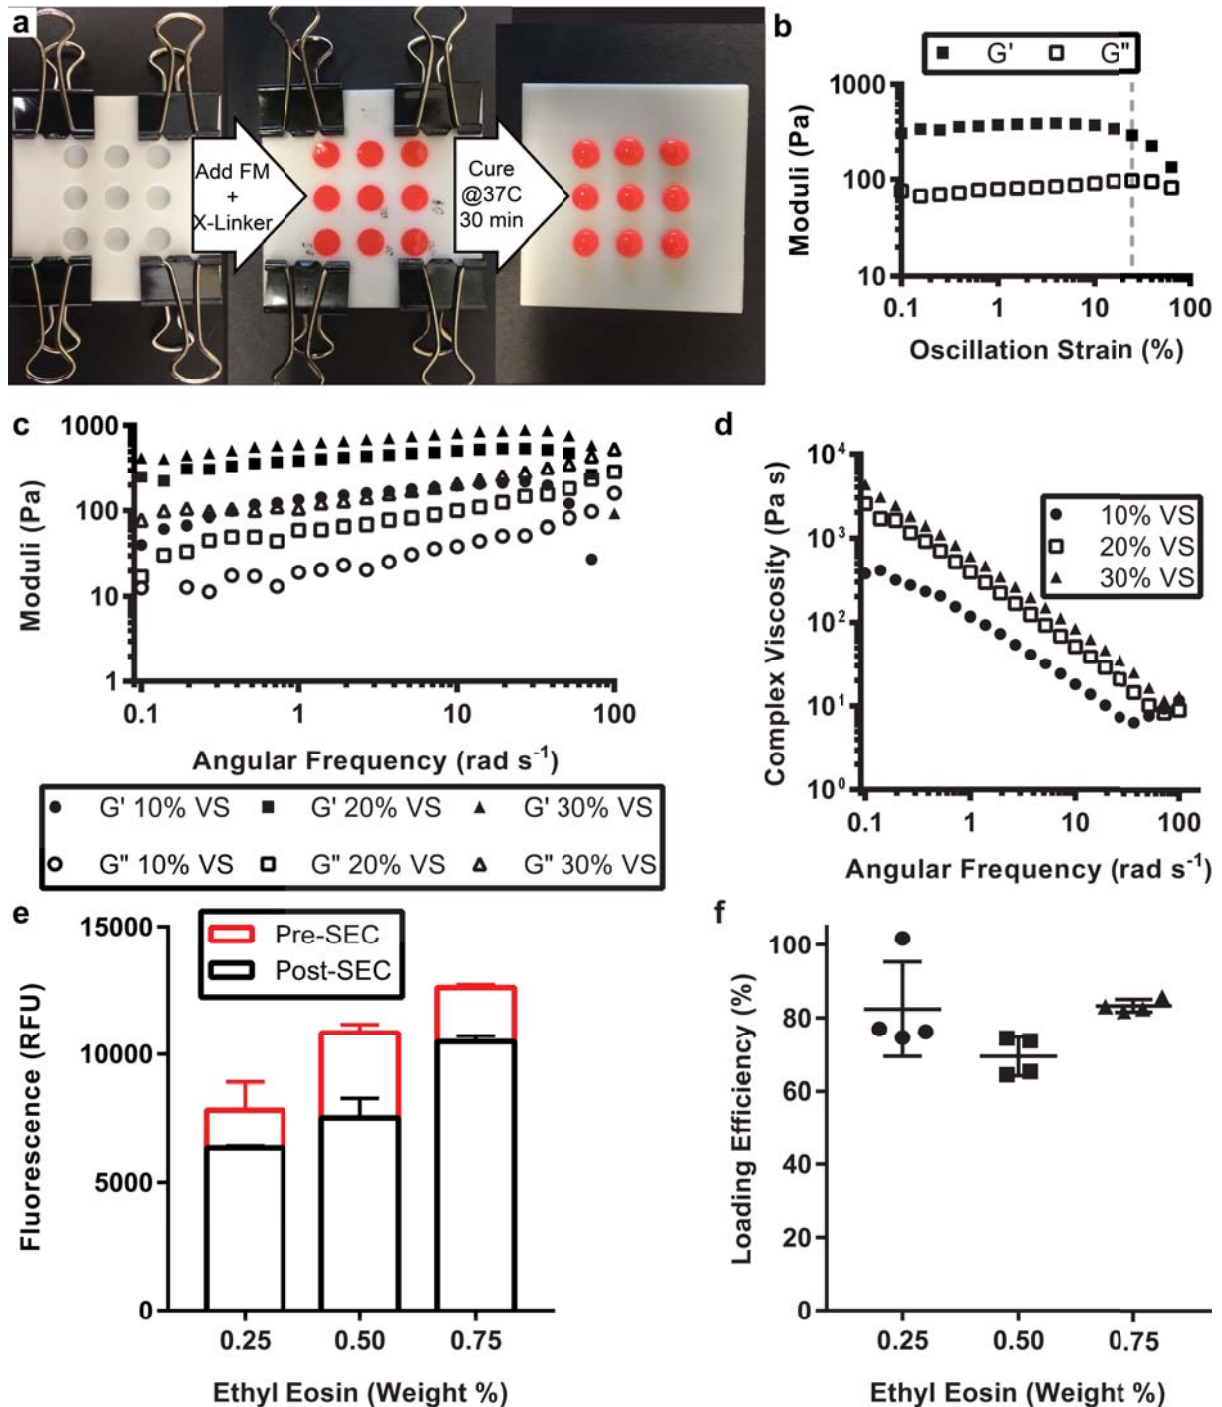 a
Add FM
+
X-Linker
Cure
@37C
30 min
b
G' G"
1000
100
10
0.1 1 10 100
Moduli (Pa)
Oscillation Strain (%)
c
1000
100
10
1
0.1 1 10 100
Moduli (Pa)
Angular Frequency (rad s⁻¹)
G' 10% VS G' 20% VS G' 30% VS
G" 10% VS G" 20% VS G" 30% VS
d
10⁴
10³
10²
10¹
10⁰
0.1 1 10 100
Complex Viscosity (Pa s)
10% VS
20% VS
30% VS
Angular Frequency (rad s⁻¹)
e
15000
10000
5000
0
Fluorescence (RFU)
Pre-SEC
Post-SEC
0.25 0.50 0.75
Ethyl Eosin (Weight %)
f
100
80
60
40
20
0
Loading Efficiency (%)
0.25 0.50 0.75
Ethyl Eosin (Weight %)